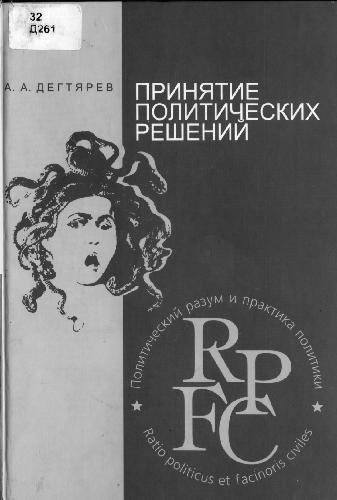 32
Д261
А. А. ДЕГТЯРЕВ
ПРИНЯТИЕ
ПОЛИТИЧЕСКИХ
РЕШЕНИЙ
Политический разум и практика политики
RP
FC
Ratio politicus et facinoris civiles